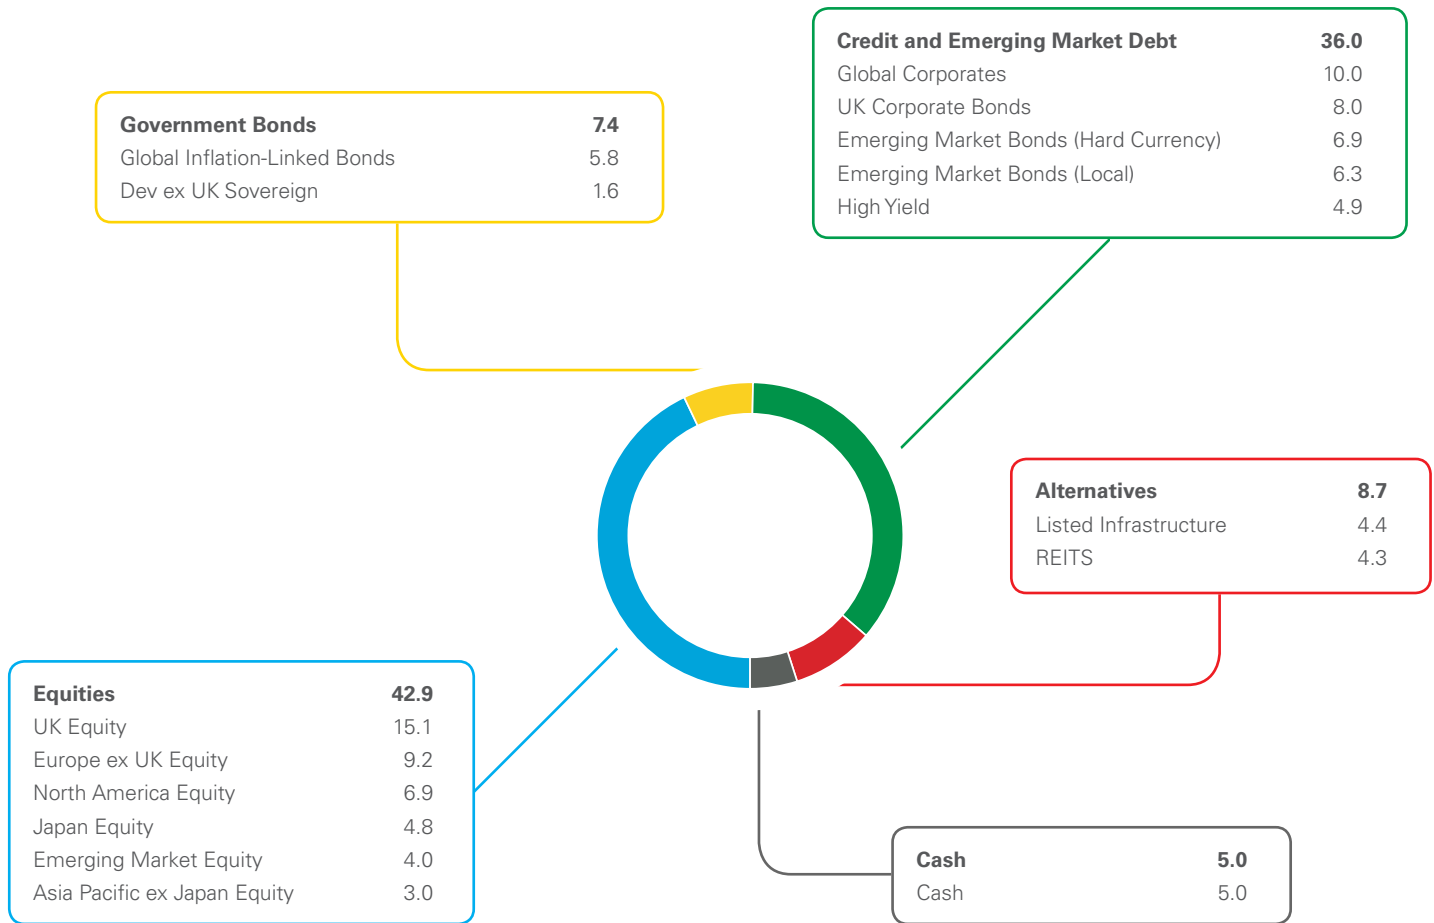 Credit and Emerging Market Debt 36.0
Global Corporates 10.0
UK Corporate Bonds 8.0
Emerging Market Bonds (Hard Currency) 6.9
Emerging Market Bonds (Local) 6.3
High Yield 4.9
Government Bonds 7.4
Global Inflation-Linked Bonds 5.8
Dev ex UK Sovereign 1.6
Alternatives 8.7
Listed Infrastructure 4.4
REITS 4.3
Equities 42.9
UK Equity 15.1
Europe ex UK Equity 9.2
North America Equity 6.9
Japan Equity 4.8
Emerging Market Equity 4.0
Asia Pacific ex Japan Equity 3.0
Cash 5.0
Cash 5.0